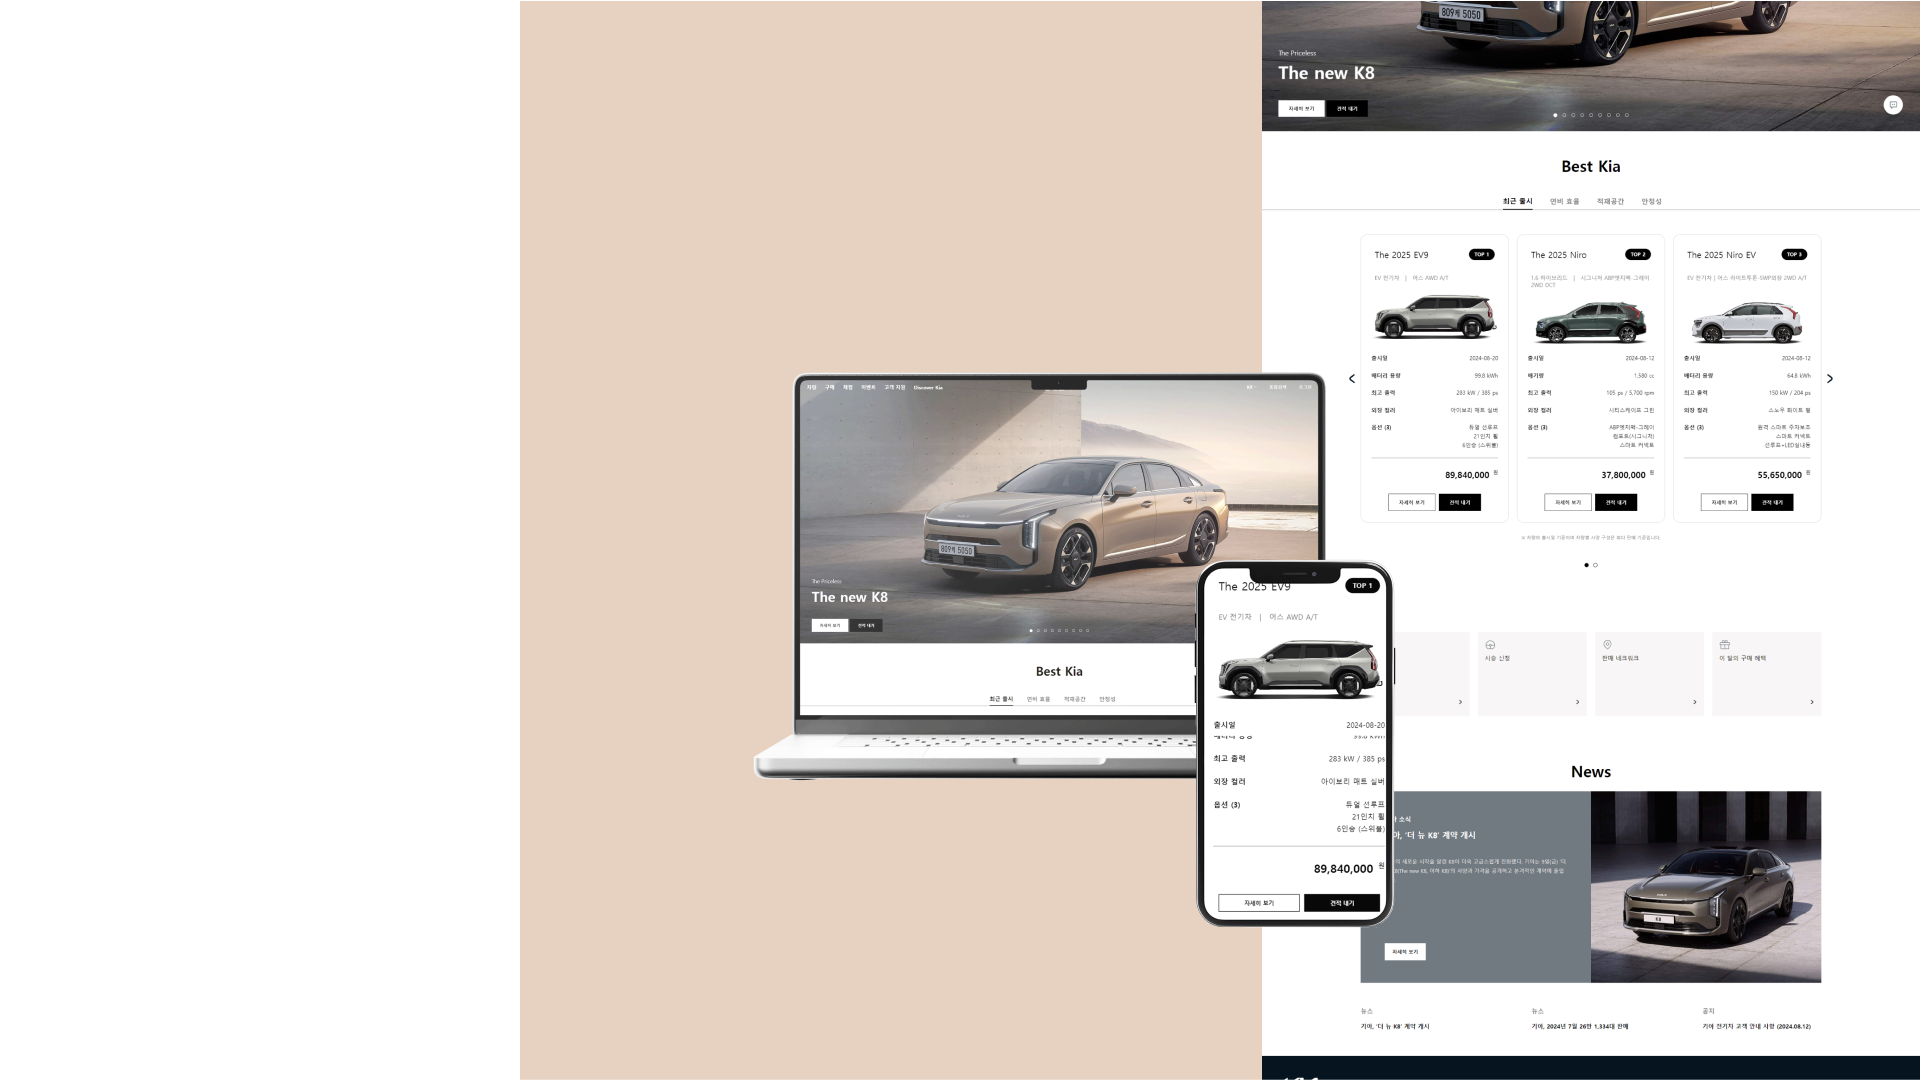 차량 구매 체험 이벤트 고객 지원 Discover Kia
809제 5050
The Priceless
The new K8
자세히 보기 견적 내기
Best Kia
최근 출시 연비 효율 적재공간 안정성
The 2025 EV9 TOP 1
EV 전기차 | 어스 AWD A/T
출시일 2024-08-20
최고 출력 283 kW / 385 ps
외장 컬러 아이보리 매트 실버
옵션 (3) 듀얼 선루프
21인치 휠
6인승 (스위블)
89,840,000 원
자세히 보기 견적 내기
809제 5050
The Priceless
The new K8
자세히 보기 견적 내기
Best Kia
최근 출시 연비 효율 적재공간 안정성
The 2025 EV9 TOP 1
EV 전기차 | 어스 AWD A/T
출시일 2024-08-20
배터리 용량 99.8 kWh
최고 출력 283 kW / 385 ps
외장 컬러 아이보리 매트 실버
옵션 (3) 듀얼 선루프
21인치 휠
6인승 (스위블)
89,840,000 원
자세히 보기 견적 내기
The 2025 Niro TOP 2
1.6 하이브리드 | 시그니처 ABP엣지팩-그레이
2WD DCT
출시일 2024-08-12
배기량 1,580 cc
최고 출력 105 ps / 5,700 rpm
외장 컬러 시티스케이프 그린
옵션 (3) ABP엣지팩-그레이
컴포트(시그니처)
스마트 커넥트
37,800,000 원
자세히 보기 견적 내기
The 2025 Niro EV TOP 3
EV 전기차 | 어스 라이트투톤-SWP외장 2WD A/T
출시일 2024-08-12
배터리 용량 64.8 kWh
최고 출력 150 kW / 204 ps
외장 컬러 스노우 화이트 펄
옵션 (3) 원격 스마트 주차보조
스마트 커넥트
선루프+LED실내등
55,650,000 원
자세히 보기 견적 내기
시승 신청
판매 네크워크
이 달의 구매 혜택
News
소식
아, ‘더 뉴 K8’ 계약 개시
자세히 보기
뉴스
기아, ‘더 뉴 K8’ 계약 개시
뉴스
기아, 2024년 7월 26만 1,334대 판매
공지
기아 전기차 고객 안내 사항 (2024.08.12)